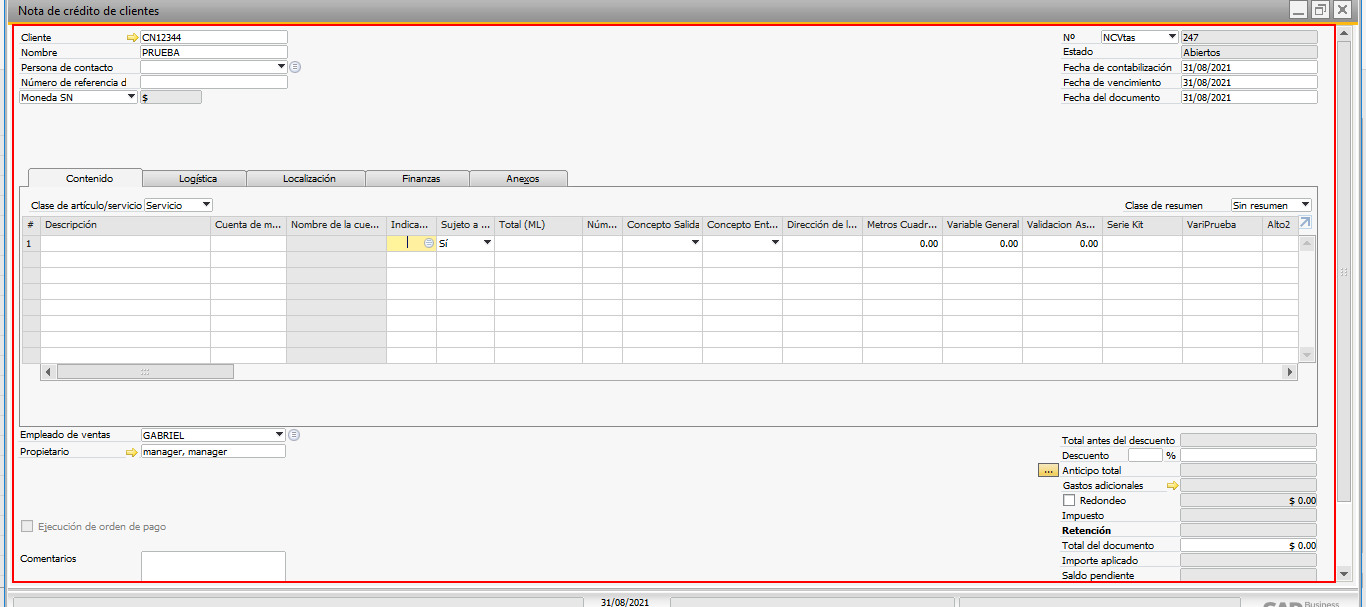 Nota de crédito de clientes
Cliente CN12344 Nº NCVtas 247
Nombre PRUEBA Estado Abiertos
Persona de contacto Fecha de contabilización 31/08/2021
Número de referencia d Fecha de vencimiento 31/08/2021
Moneda SN $ Fecha del documento 31/08/2021
Contenido Logística Localización Finanzas Anexos
Clase de artículo/servicio Servicio Clase de resumen Sin resumen
# Descripción Cuenta de m... Nombre de la cue... Indica... Sujeto a ... Total (ML) Núm... Concepto Salida Concepto Ent... Dirección de l... Metros Cuadr... Variable General Validacion As... Serie Kit VariPrueba Alto2
1 Sí 0.00 0.00 0.00
Empleado de ventas GABRIEL
Propietario manager, manager
Total antes del descuento
Descuento %
... Anticipo total
Gastos adicionales
Redondeo $ 0.00
Impuesto
Ejecución de orden de pago
Retención
Total del documento $ 0.00
Comentarios Importe aplicado
Saldo pendiente
31/08/2021
SAP Business